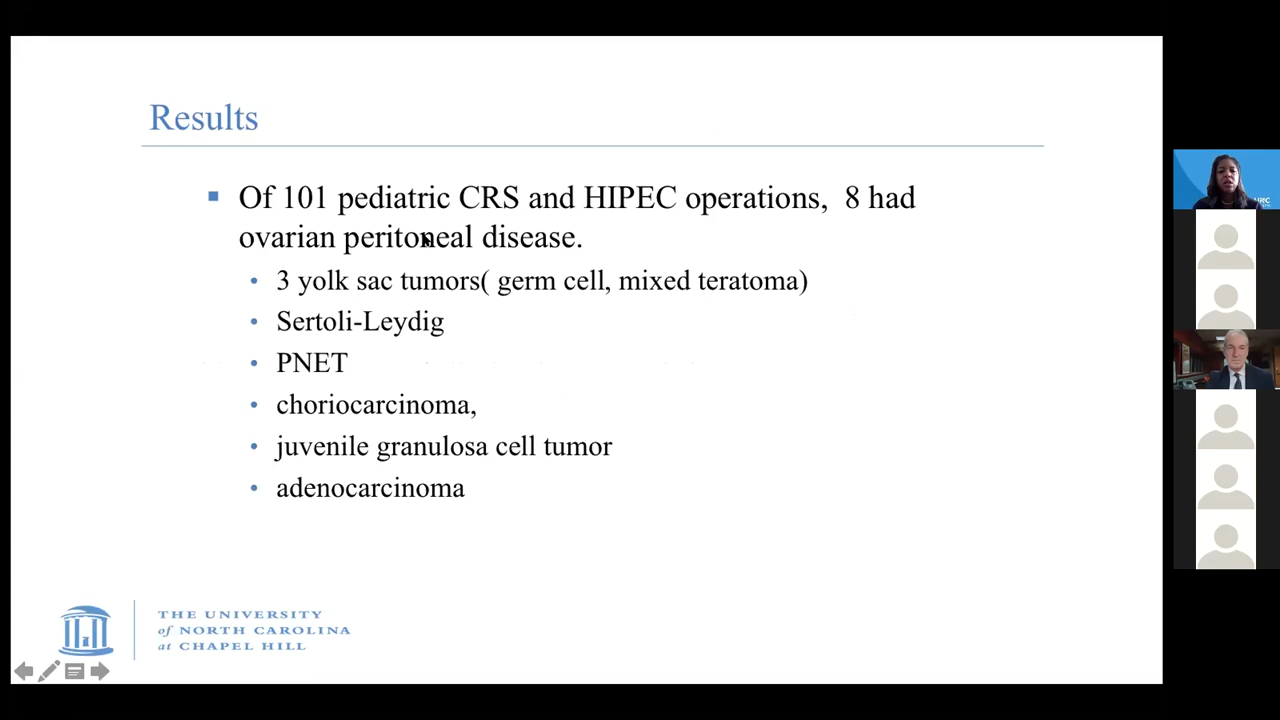 Results
Of 101 pediatric CRS and HIPEC operations, 8 had
ovarian peritoneal disease.
3 yolk sac tumors( germ cell, mixed teratoma)
Sertoli-Leydig
PNET
choriocarcinoma,
juvenile granulosa cell tumor
adenocarcinoma
THE UNIVERSITY
of NORTH CAROLINA
at CHAPEL HILL